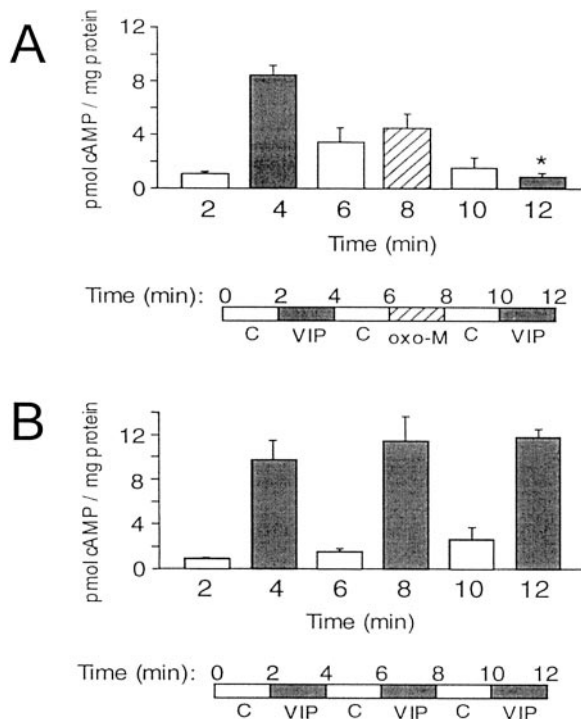 A
pmol cAMP / mg protein
12
8
4
0
*
2 4 6 8 10 12
Time (min)
Time (min): 0 2 4 6 8 10 12
C VIP C oxo-M C VIP
B
pmol cAMP / mg protein
12
8
4
0
2 4 6 8 10 12
Time (min)
Time (min): 0 2 4 6 8 10 12
C VIP C VIP C VIP